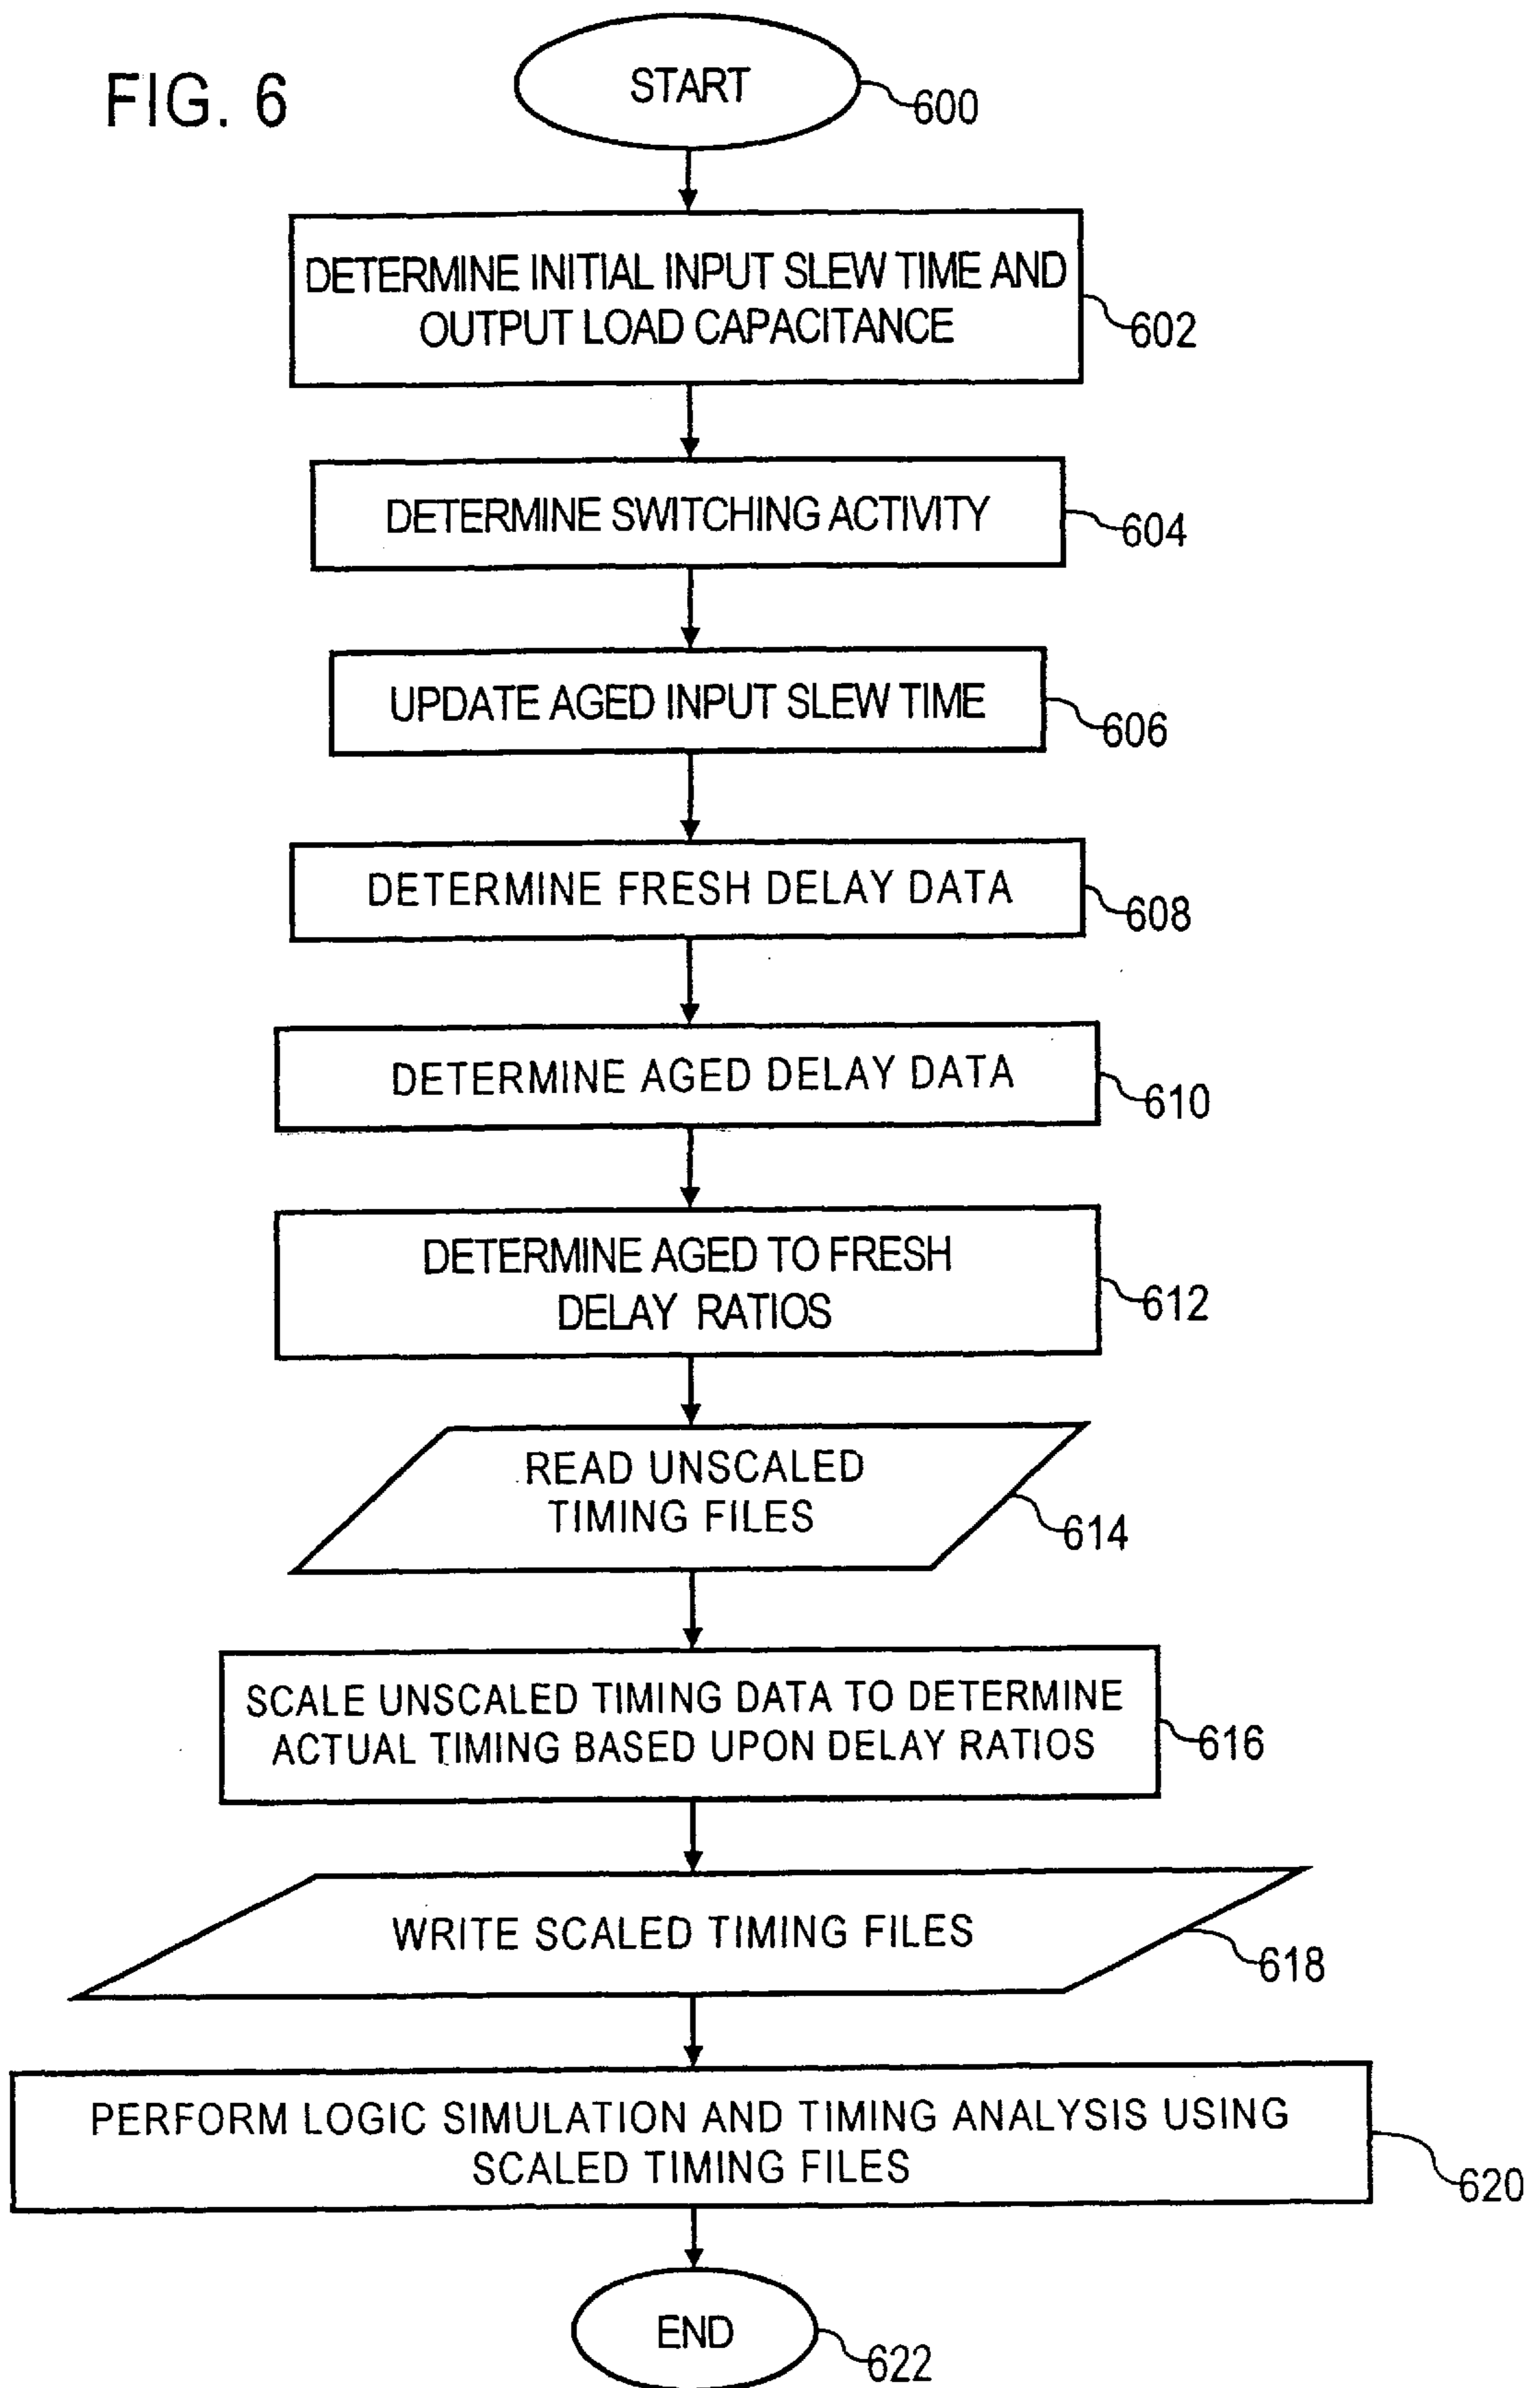 FIG. 6
START
600
DETERMINE INITIAL INPUT SLEW TIME AND
OUTPUT LOAD CAPACITANCE
602
DETERMINE SWITCHING ACTIVITY
604
UPDATE AGED INPUT SLEW TIME
606
DETERMINE FRESH DELAY DATA
608
DETERMINE AGED DELAY DATA
610
DETERMINE AGED TO FRESH
DELAY RATIOS
612
READ UNSCALED
TIMING FILES
614
SCALE UNSCALED TIMING DATA TO DETERMINE
ACTUAL TIMING BASED UPON DELAY RATIOS
616
WRITE SCALED TIMING FILES
618
PERFORM LOGIC SIMULATION AND TIMING ANALYSIS USING
SCALED TIMING FILES
620
END
622